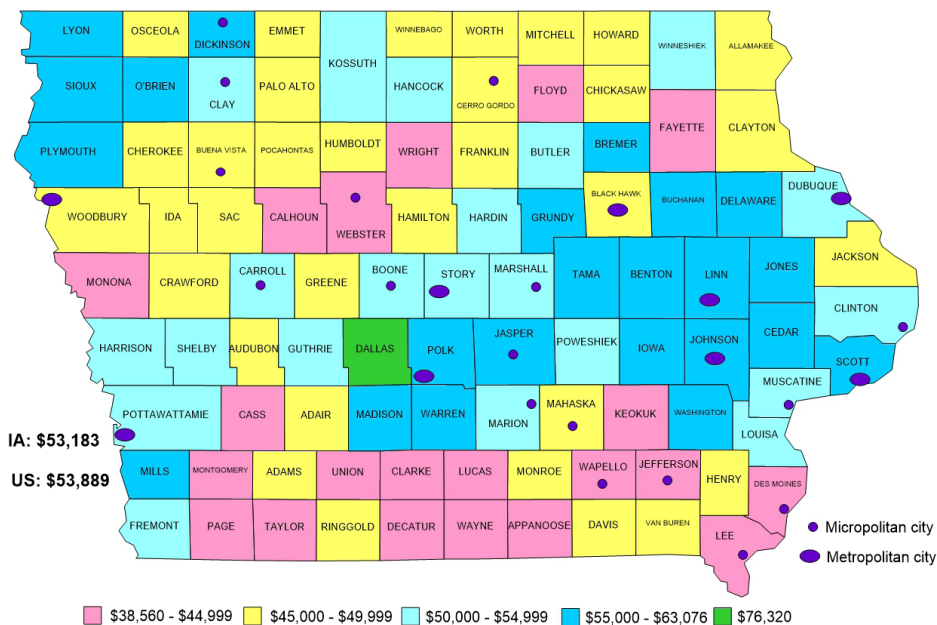 LYON OSCEOLA DICKINSON EMMET WINNEBAGO WORTH MITCHELL HOWARD WINNESHIEK ALLAMAKEE
KOSSUTH
SIOUX O'BRIEN CLAY PALO ALTO HANCOCK CERRO GORDO FLOYD CHICKASAW
FAYETTE CLAYTON
PLYMOUTH CHEROKEE BUENA VISTA POCAHONTAS HUMBOLDT WRIGHT FRANKLIN BUTLER BREMER
WOODBURY IDA SAC CALHOUN WEBSTER HAMILTON HARDIN GRUNDY BLACK HAWK BUCHANAN DELAWARE DUBUQUE
MONONA CRAWFORD CARROLL GREENE BOONE STORY MARSHALL TAMA BENTON LINN JONES JACKSON
CLINTON
HARRISON SHELBY AUDUBON GUTHRIE DALLAS POLK JASPER POWESHIEK IOWA JOHNSON CEDAR SCOTT
MUSCATINE
POTTAWATTAMIE CASS ADAIR MADISON WARREN MARION MAHASKA KEOKUK WASHINGTON LOUISA
IA: $53,183
US: $53,889
MILLS MONTGOMERY ADAMS UNION CLARKE LUCAS MONROE WAPELLO JEFFERSON HENRY DES MOINES
FREMONT PAGE TAYLOR RINGGOLD DECATUR WAYNE APPANOOSE DAVIS VAN BUREN LEE
Micropolitan city
Metropolitan city
$38,560 - $44,999 $45,000 - $49,999 $50,000 - $54,999 $55,000 - $63,076 $76,320